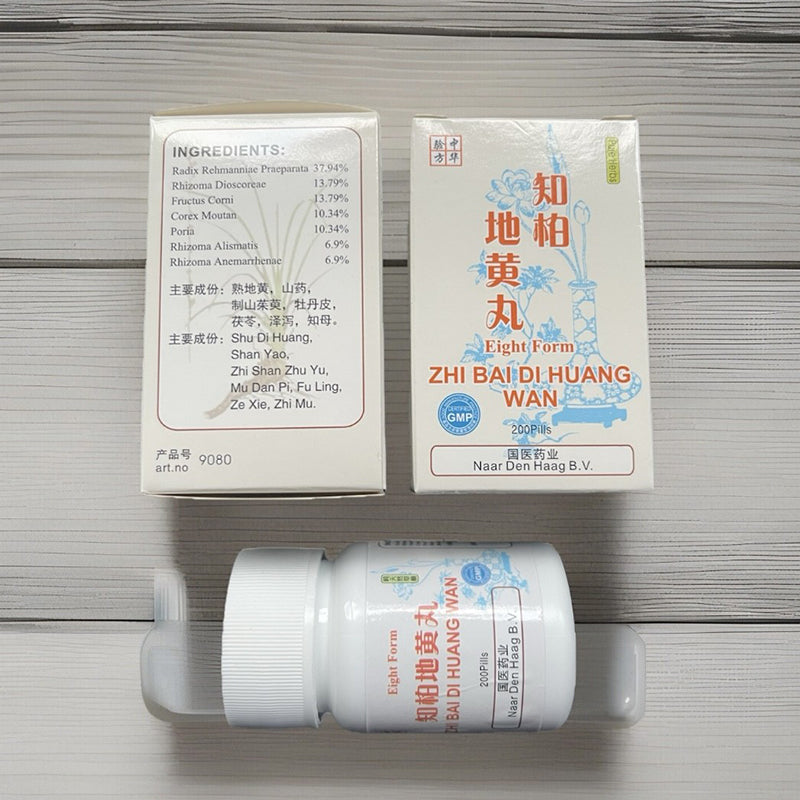 INGREDIENTS:
Radix Rehmanniae Praeparata 37.94%
Rhizoma Dioscoreae 13.79%
Fructus Corni 13.79%
Corex Moutan 10.34%
Poria 10.34%
Rhizoma Alismatis 6.9%
Rhizoma Anemarrhenae 6.9%
主要成份：熟地黄，山药，
制山茱萸，牡丹皮，
茯苓，泽泻，知母。
主要成份：Shu Di Huang,
Shan Yao,
Zhi Shan Zhu Yu,
Mu Dan Pi, Fu Ling,
Ze Xie, Zhi Mu.
产品号
art.no 9080
中华
验方
Pure Herbs
知柏
地黄丸
Eight Form
ZHI BAI DI HUANG
WAN
CERTIFIED
GMP
200Pills
国医药业
Naar Den Haag B.V.
Eight Form
知柏地黄丸
ZHI BAI DI HUANG WAN
GMP
200Pills
国医药业
Naar Den Haag B.V.